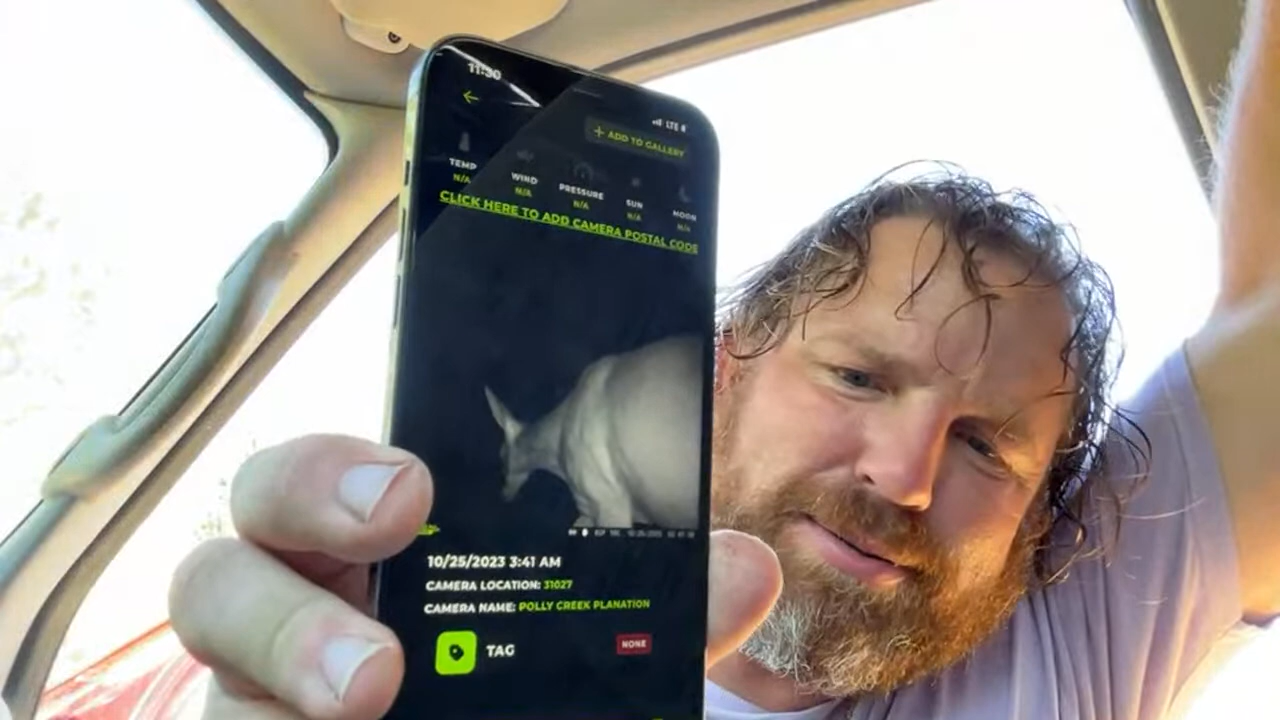 11:30
LTE
+ ADD TO GALLERY
TEMP WIND PRESSURE SUN MOON
N/A N/A N/A N/A N/A
CLICK HERE TO ADD CAMERA POSTAL CODE
10/25/2023 3:41 AM
CAMERA LOCATION: 31027
CAMERA NAME: POLLY CREEK PLANATION
TAG NONE